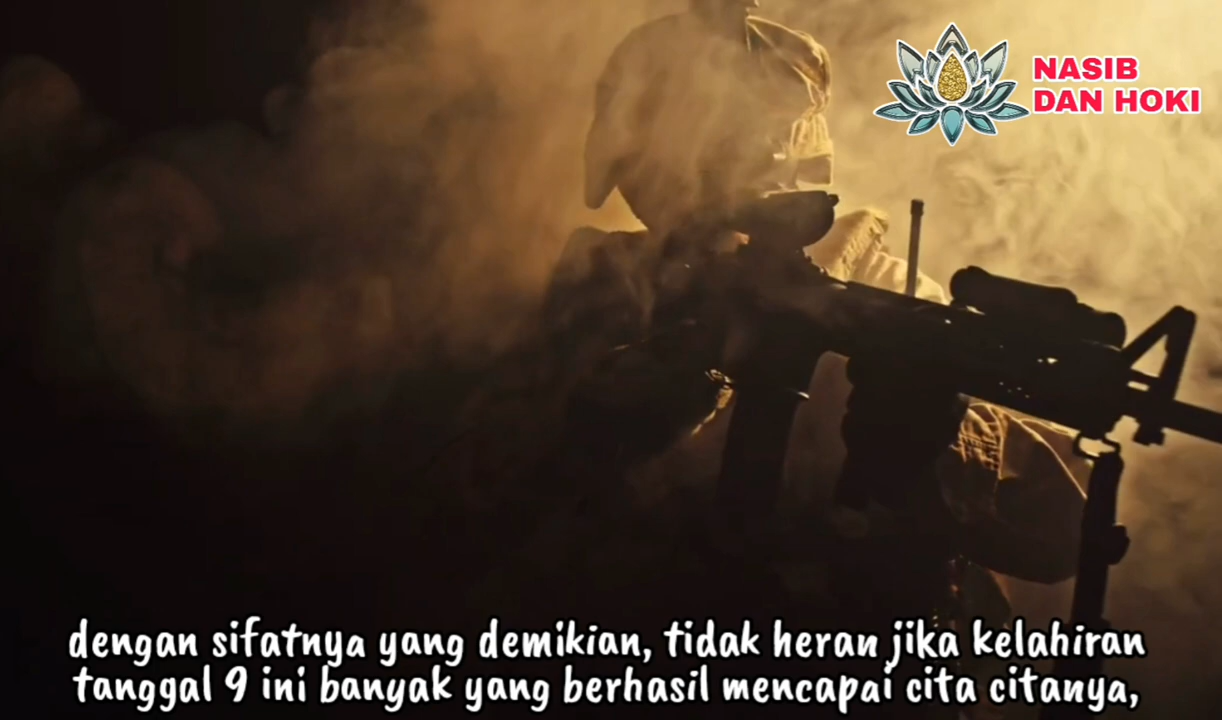 NASIB
DAN HOKI
dengan sifatnya yang demikian, tidak heran jika kelahiran
tanggal 9 ini banyak yang berhasil mencapai cita citanya,